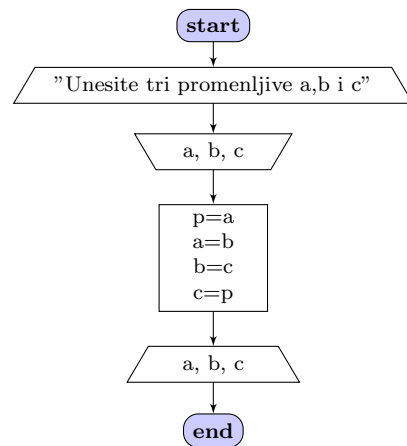 start
"Unesite tri promenljive a,b i c"
a, b, c
p=a
a=b
b=c
c=p
a, b, c
end